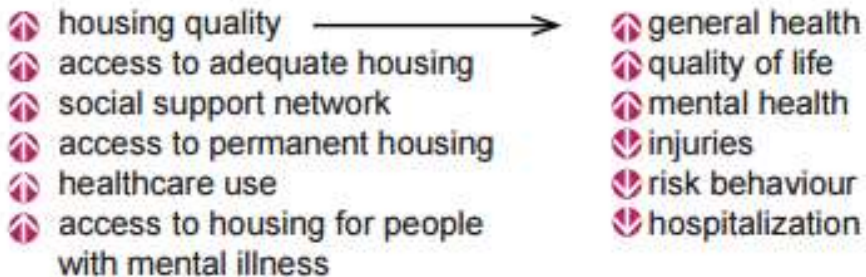 housing quality
access to adequate housing
social support network
access to permanent housing
healthcare use
access to housing for people
with mental illness
general health
quality of life
mental health
injuries
risk behaviour
hospitalization